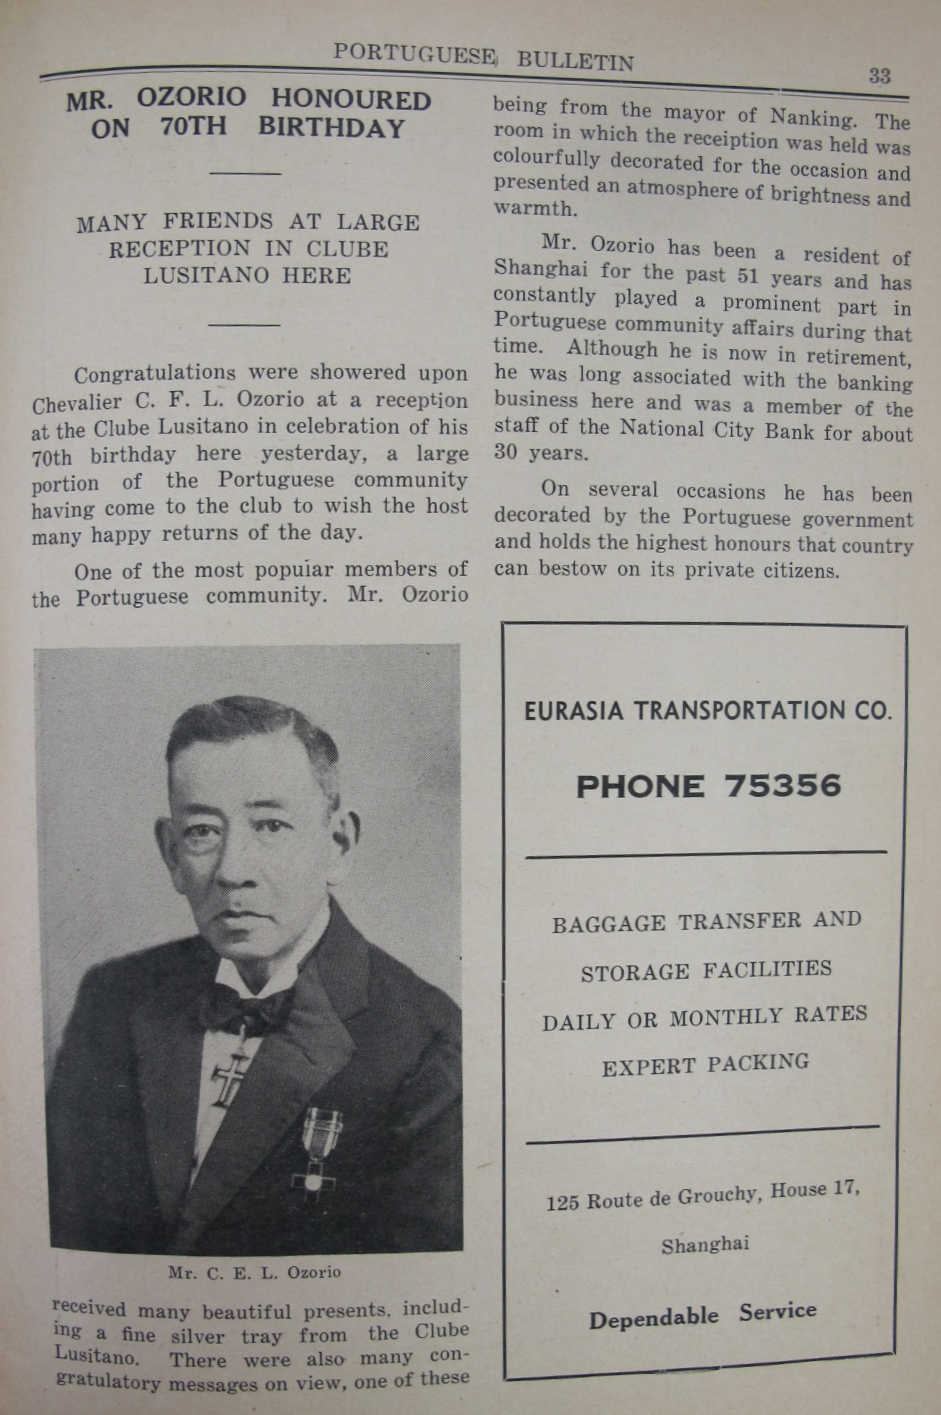 PORTUGUESE BULLETIN
33
MR. OZORIO HONOURED
ON 70TH BIRTHDAY
MANY FRIENDS AT LARGE
RECEPTION IN CLUBE
LUSITANO HERE
Congratulations were showered upon
Chevalier C. F. L. Ozorio at a reception
at the Clube Lusitano in celebration of his
70th birthday here yesterday, a large
portion of the Portuguese community
having come to the club to wish the host
many happy returns of the day.
One of the most popular members of
the Portuguese community. Mr. Ozorio
Mr. C. E. L. Ozorio
received many beautiful presents, includ-
ing a fine silver tray from the Clube
Lusitano. There were also many con-
gratulatory messages on view, one of these
being from the mayor of Nanking. The
room in which the receiption was held was
colourfully decorated for the occasion and
presented an atmosphere of brightness and
warmth.
Mr. Ozorio has been a resident of
Shanghai for the past 51 years and has
constantly played a prominent part in
Portuguese community affairs during that
time. Although he is now in retirement,
he was long associated with the banking
business here and was a member of the
staff of the National City Bank for about
30 years.
On several occasions he has been
decorated by the Portuguese government
and holds the highest honours that country
can bestow on its private citizens.
EURASIA TRANSPORTATION CO.
PHONE 75356
BAGGAGE TRANSFER AND
STORAGE FACILITIES
DAILY OR MONTHLY RATES
EXPERT PACKING
125 Route de Grouchy, House 17,
Shanghai
Dependable Service